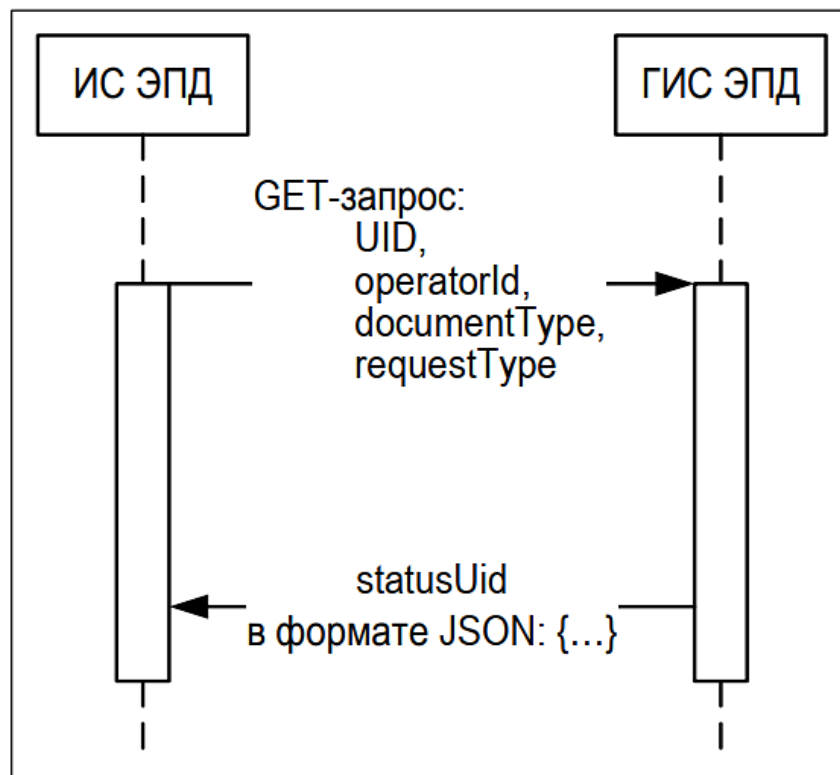 ИС ЭПД
ГИС ЭПД
GET-запрос:
UID,
operatorId,
documentType,
requestType
statusUid
в формате JSON: {...}